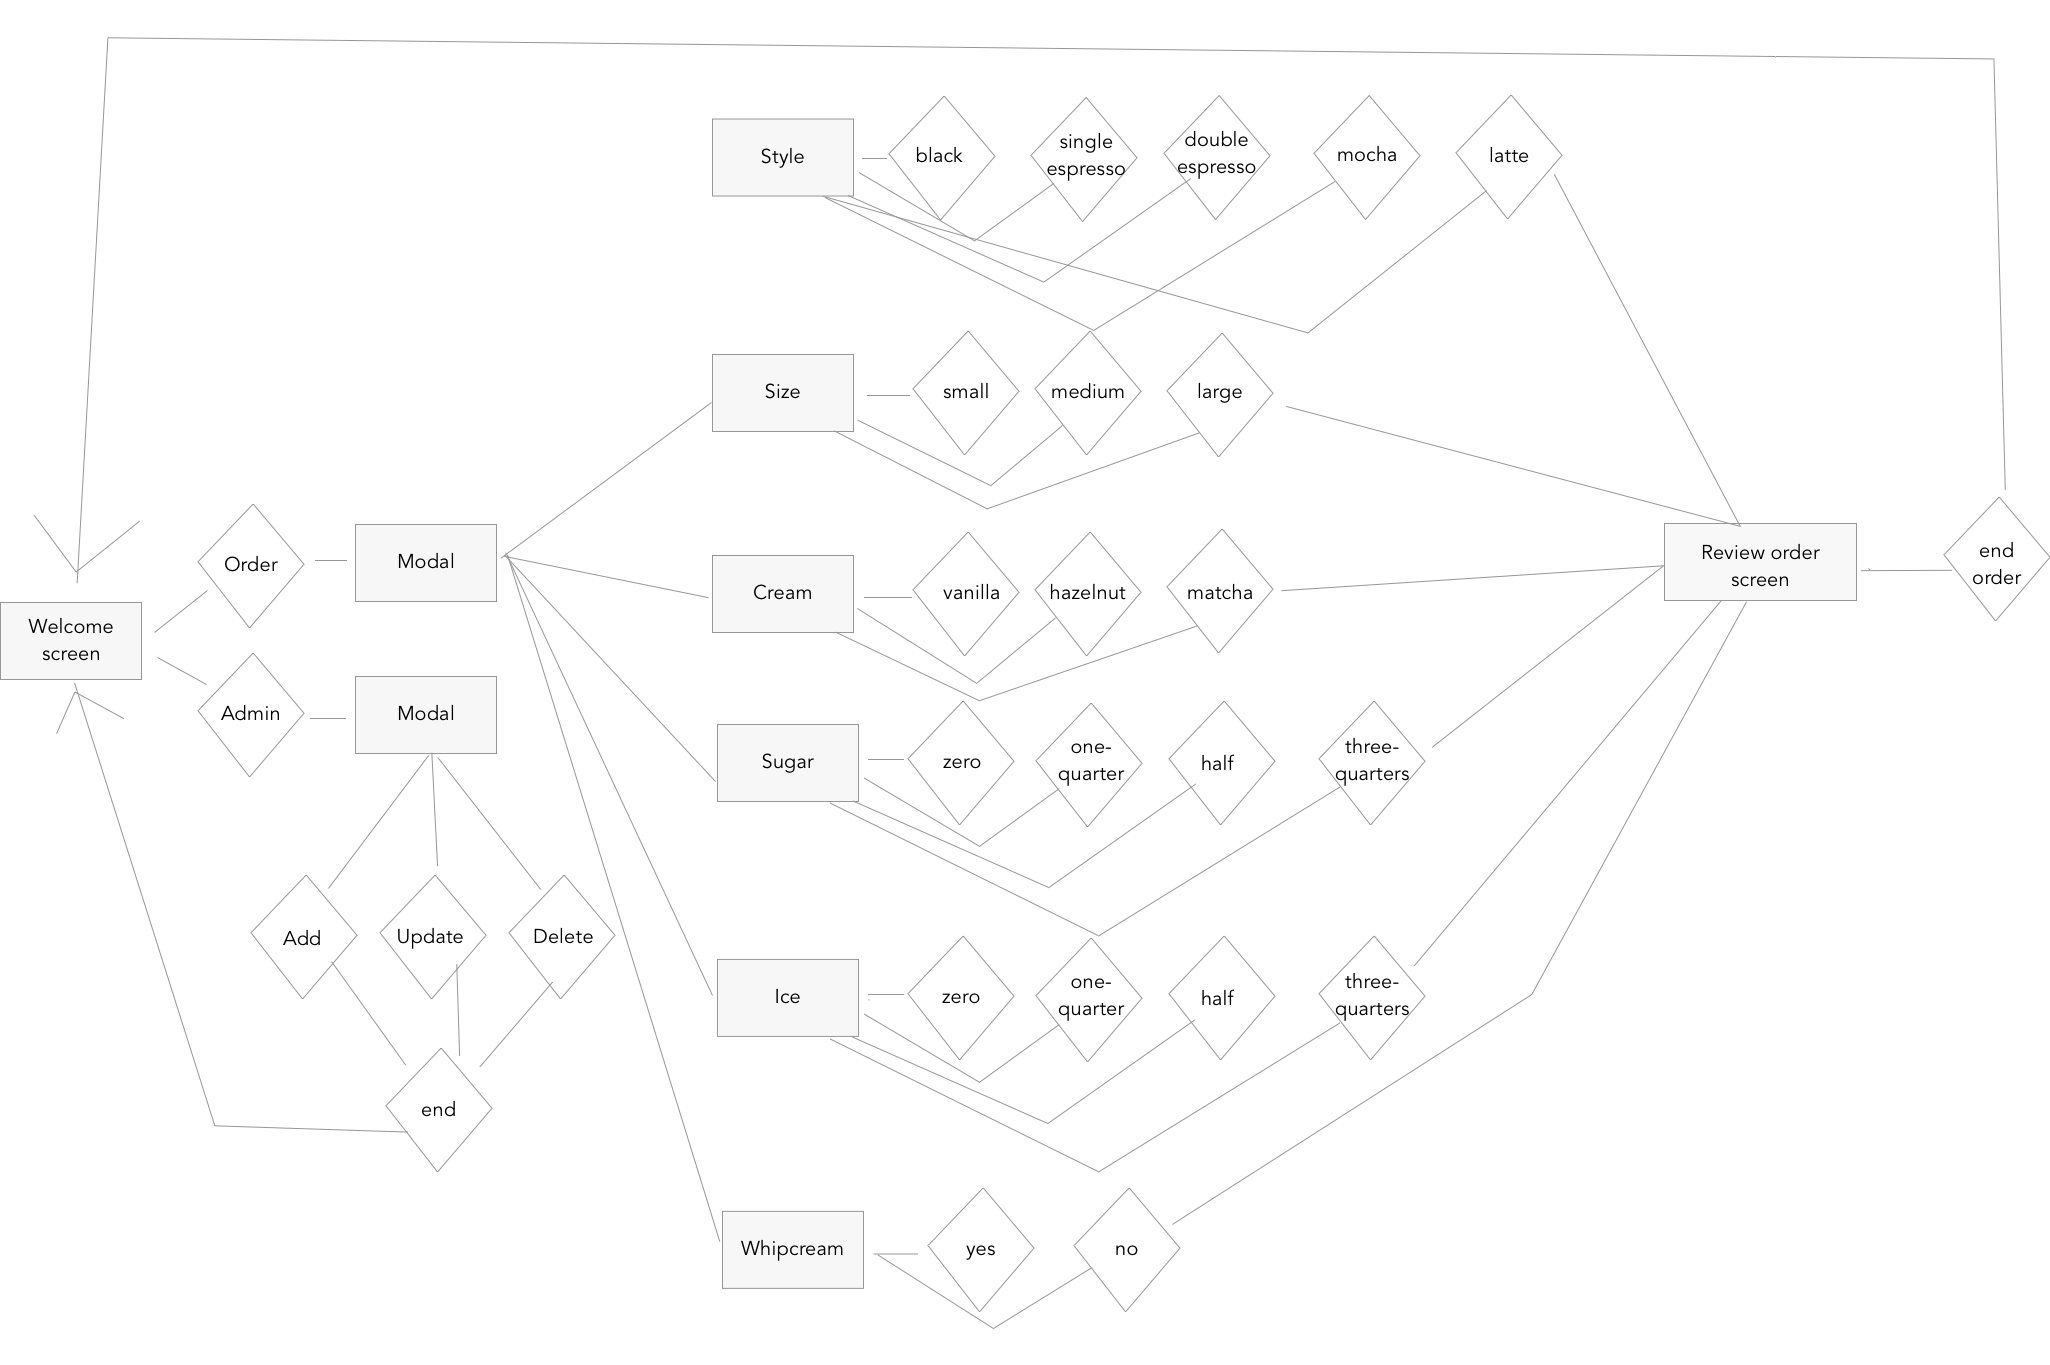 Style
black
single
espresso
double
espresso
mocha
latte
Size
small
medium
large
Welcome
screen
Order
Modal
Admin
Modal
Add
Update
Delete
end
Cream
vanilla
hazelnut
matcha
Sugar
zero
one-
quarter
half
three-
quarters
Ice
zero
one-
quarter
half
three-
quarters
Whipcream
yes
no
Review order
screen
end
order